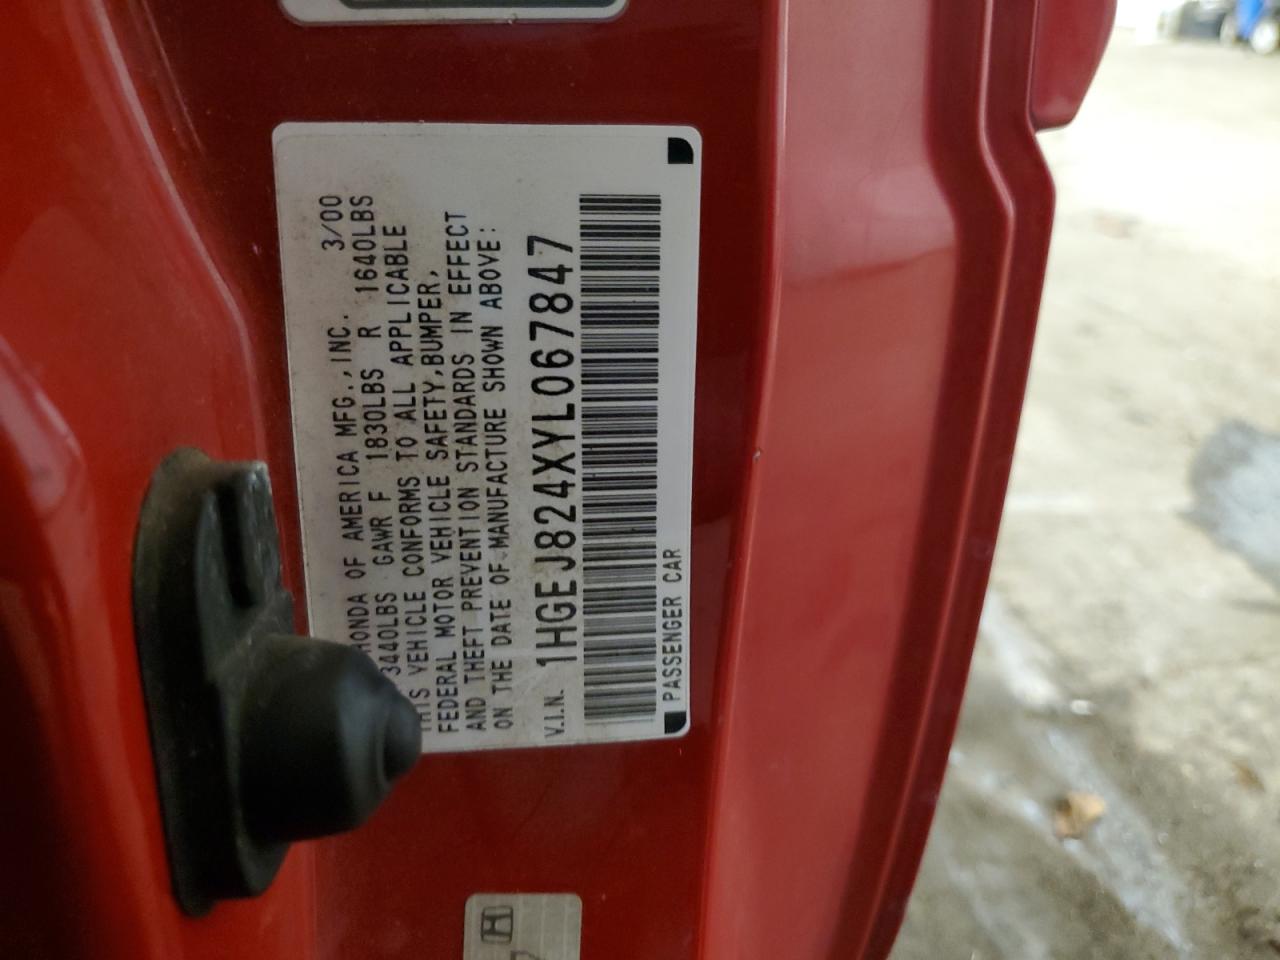 HONDA OF AMERICA MFG.,INC. 3/00
3440LBS GAWR F 1830LBS R 1640LBS
THIS VEHICLE CONFORMS TO ALL APPLICABLE
FEDERAL MOTOR VEHICLE SAFETY,BUMPER,
AND THEFT PREVENTION STANDARDS IN EFFECT
ON THE DATE OF MANUFACTURE SHOWN ABOVE:
V.I.N. 1HGEJ824XYL067847
PASSENGER CAR